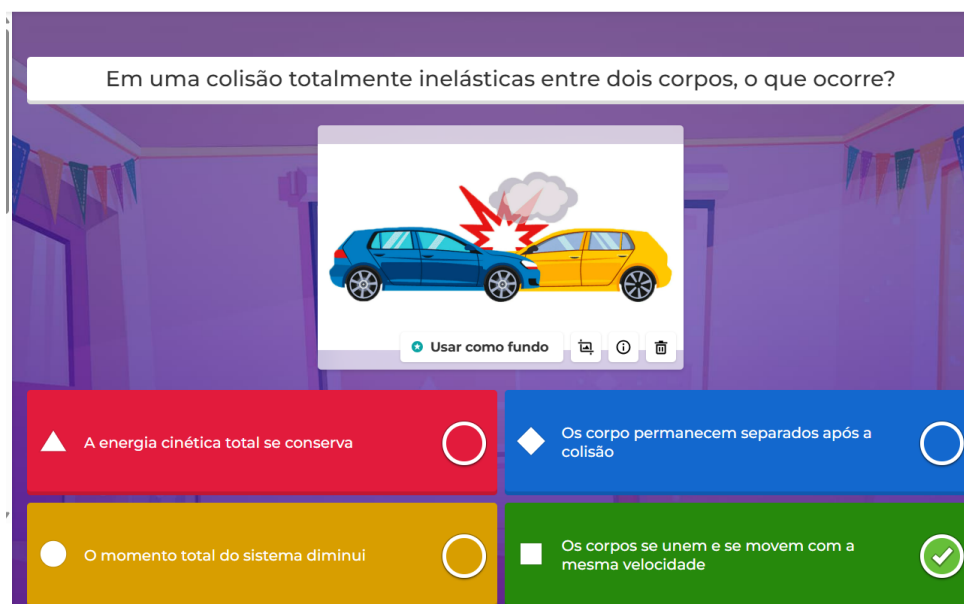 Em uma colisão totalmente inelásticas entre dois corpos, o que ocorre?
Usar como fundo
A energia cinética total se conserva
Os corpo permanecem separados após a
colisão
O momento total do sistema diminui
Os corpos se unem e se movem com a
mesma velocidade